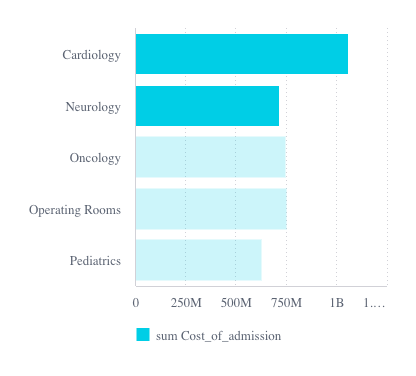 Cardiology
Neurology
Oncology
Operating Rooms
Pediatrics
0 250M 500M 750M 1B 1.…
sum Cost_of_admission